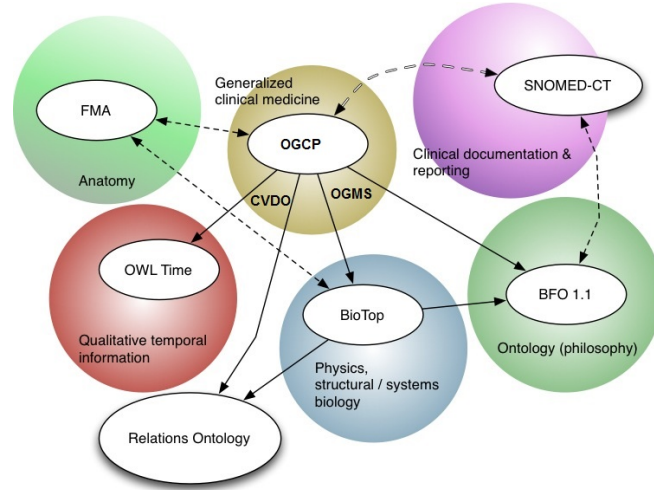 Generalized
clinical medicine
SNOMED-CT
FMA
OGCP
Clinical documentation &
reporting
Anatomy
CVDO
OGMS
OWL Time
BFO 1.1
BioTop
Qualitative temporal
information
Ontology (philosophy)
Physics,
structural / systems
biology
Relations Ontology